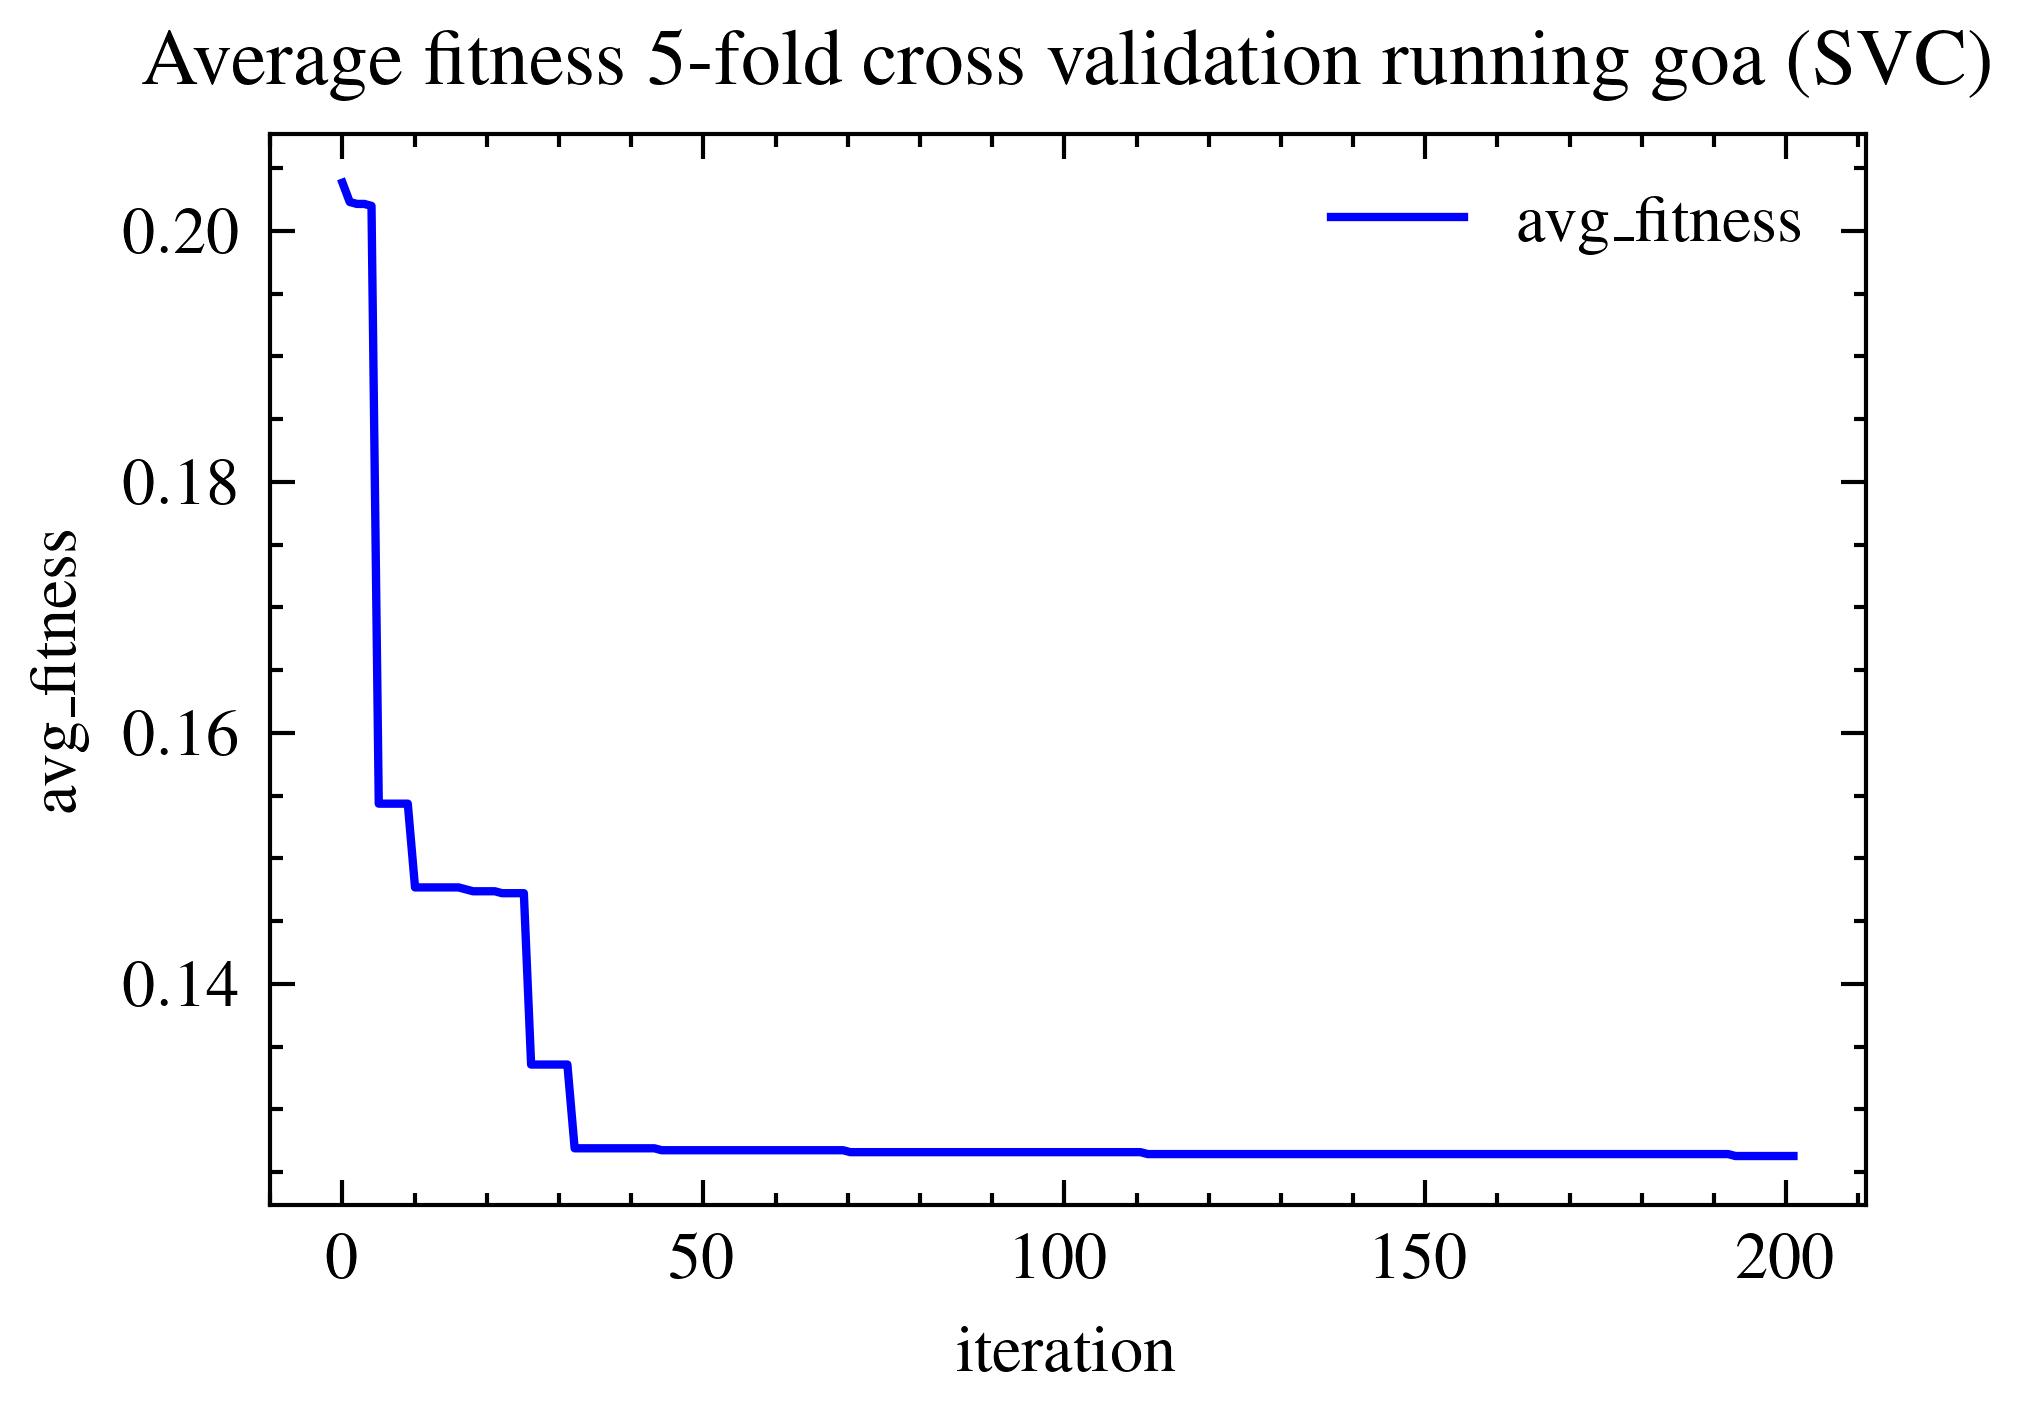 Average fitness 5-fold cross validation running goa (SVC)
avg_fitness
0.20
0.18
0.16
0.14
avg_fitness
0 50 100 150 200
iteration